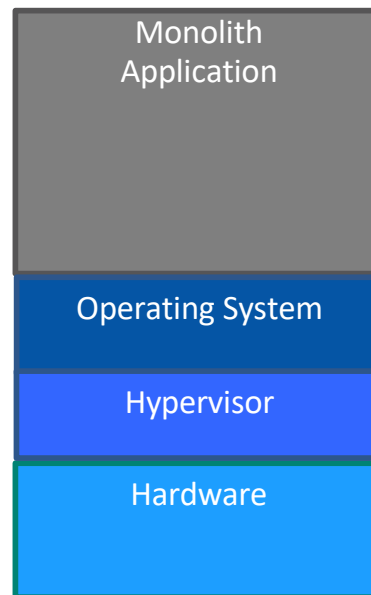 Monolith
Application
Operating System
Hypervisor
Hardware